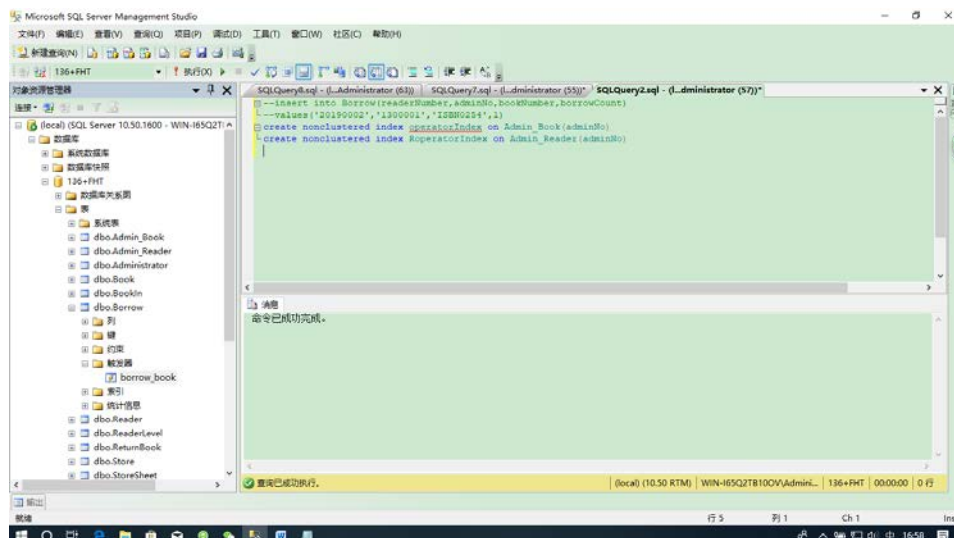 Microsoft SQL Server Management Studio
文件(F) 编辑(E) 查看(V) 查询(Q) 项目(P) 调试(D) 工具(T) 窗口(W) 社区(C) 帮助(H)
新建查询(N)
136+FHT 执行(X)
对象资源管理器
连接
(local) (SQL Server 10.50.1600 - WIN-I65Q2T
数据库
系统数据库
数据库快照
136+FHT
数据库关系图
表
系统表
dbo.Admin_Book
dbo.Admin_Reader
dbo.Administrator
dbo.Book
dbo.BookIn
dbo.Borrow
列
键
约束
触发器
borrow_book
索引
统计信息
dbo.Reader
dbo.ReaderLevel
dbo.ReturnBook
dbo.Store
dbo.StoreSheet
SQLQuery8.sql - (l...Administrator (63)) SQLQuery7.sql - (l...dministrator (55))* SQLQuery2.sql - (l...dministrator (57))*
--insert into Borrow(readerNumber,adminNo,bookNumber,borrowCount)
--values('20190002','1300001','ISBN0254',1)
create nonclustered index operatorIndex on Admin_Book(adminNo)
create nonclustered index RoperatorIndex on Admin_Reader(adminNo)
消息
命令已成功完成。
查询已成功执行。 (local) (10.50 RTM) WIN-I65Q2TB10OV\Admini... 136+FHT 00:00:00 0 行
输出
就绪 行 5 列 1 Ch 1 Ins
中 16:58